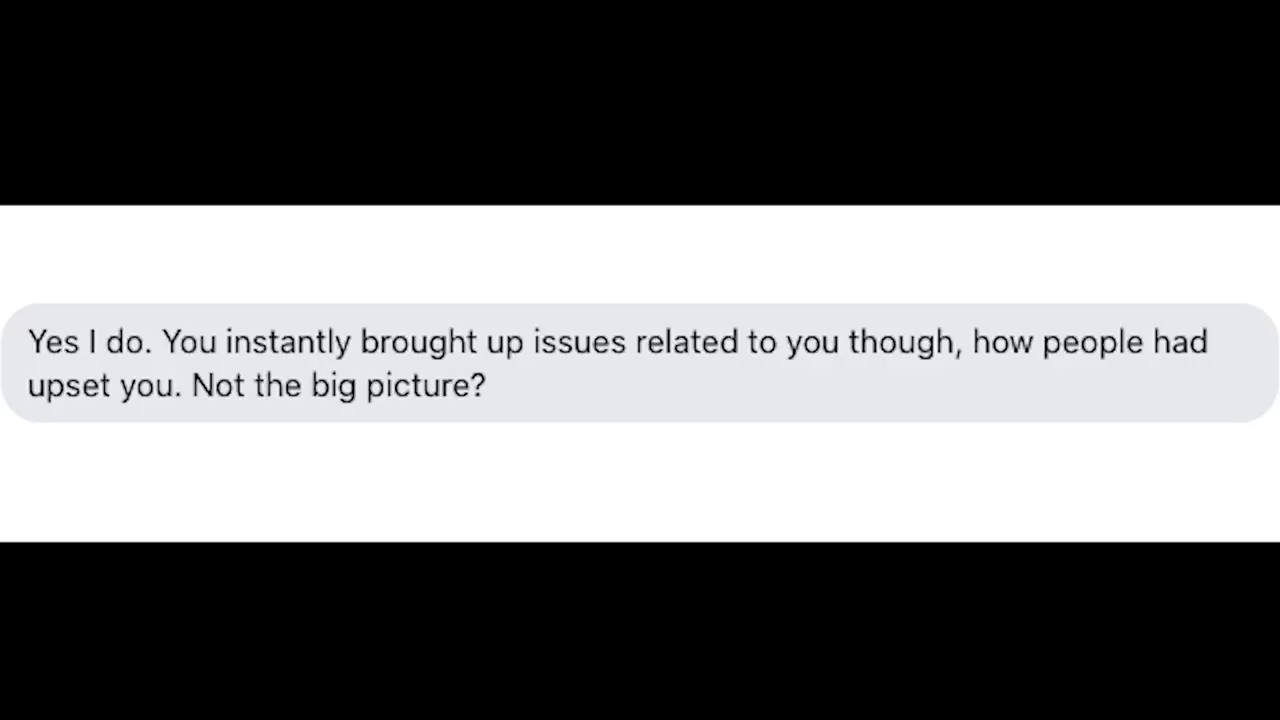 Yes I do. You instantly brought up issues related to you though, how people had
upset you. Not the big picture?